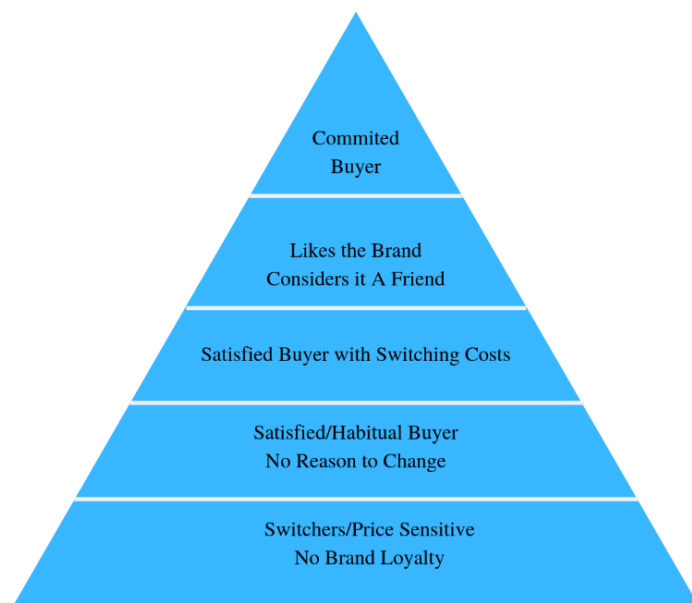 Commited
Buyer
Likes the Brand
Considers it A Friend
Satisfied Buyer with Switching Costs
Satisfied/Habitual Buyer
No Reason to Change
Switchers/Price Sensitive
No Brand Loyalty